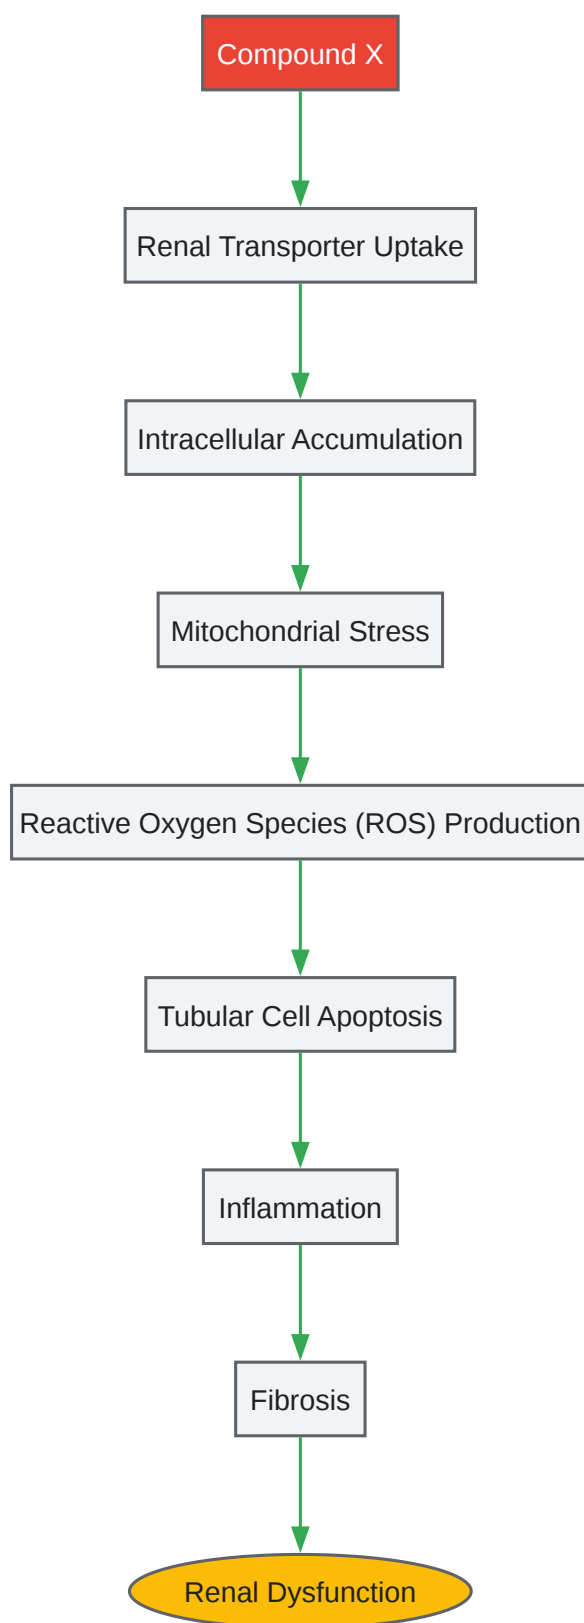 Compound X
Renal Transporter Uptake
Intracellular Accumulation
Mitochondrial Stress
Reactive Oxygen Species (ROS) Production
Tubular Cell Apoptosis
Inflammation
Fibrosis
Renal Dysfunction